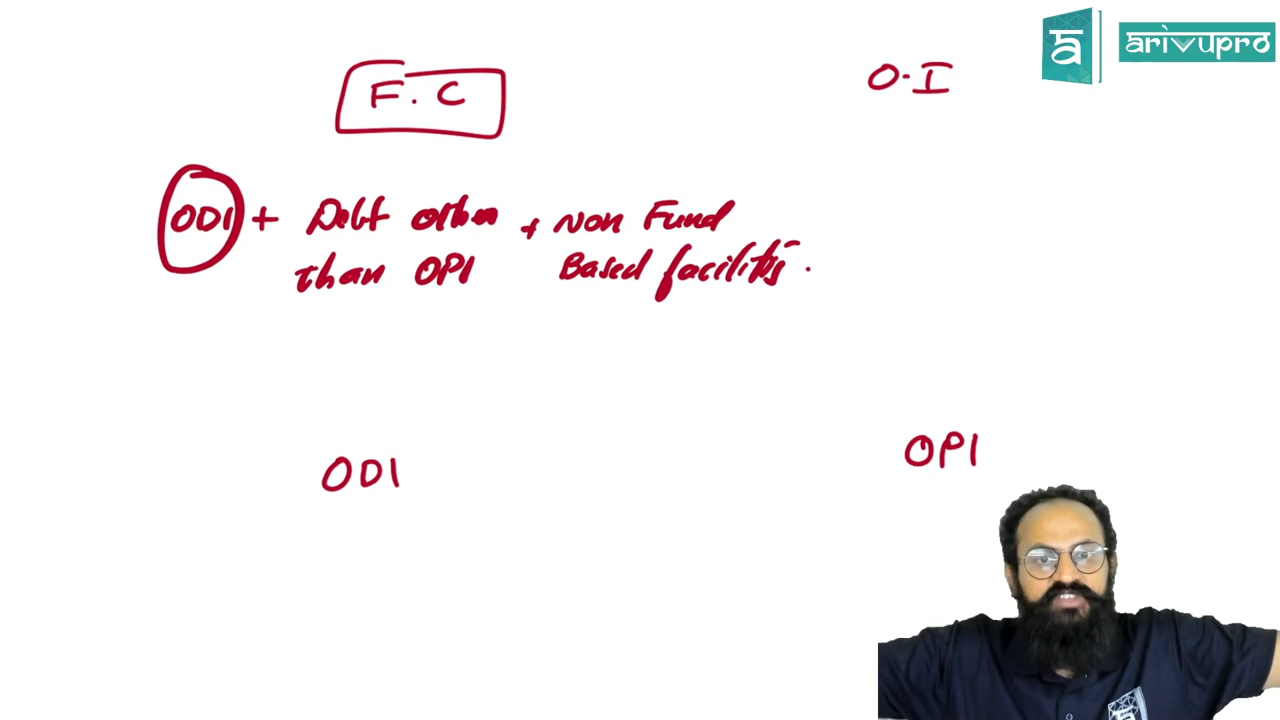 arivupro
F. C
O. I
ODI + Debt other + Non Fund
than OPI Based facilities.
ODI
OPI